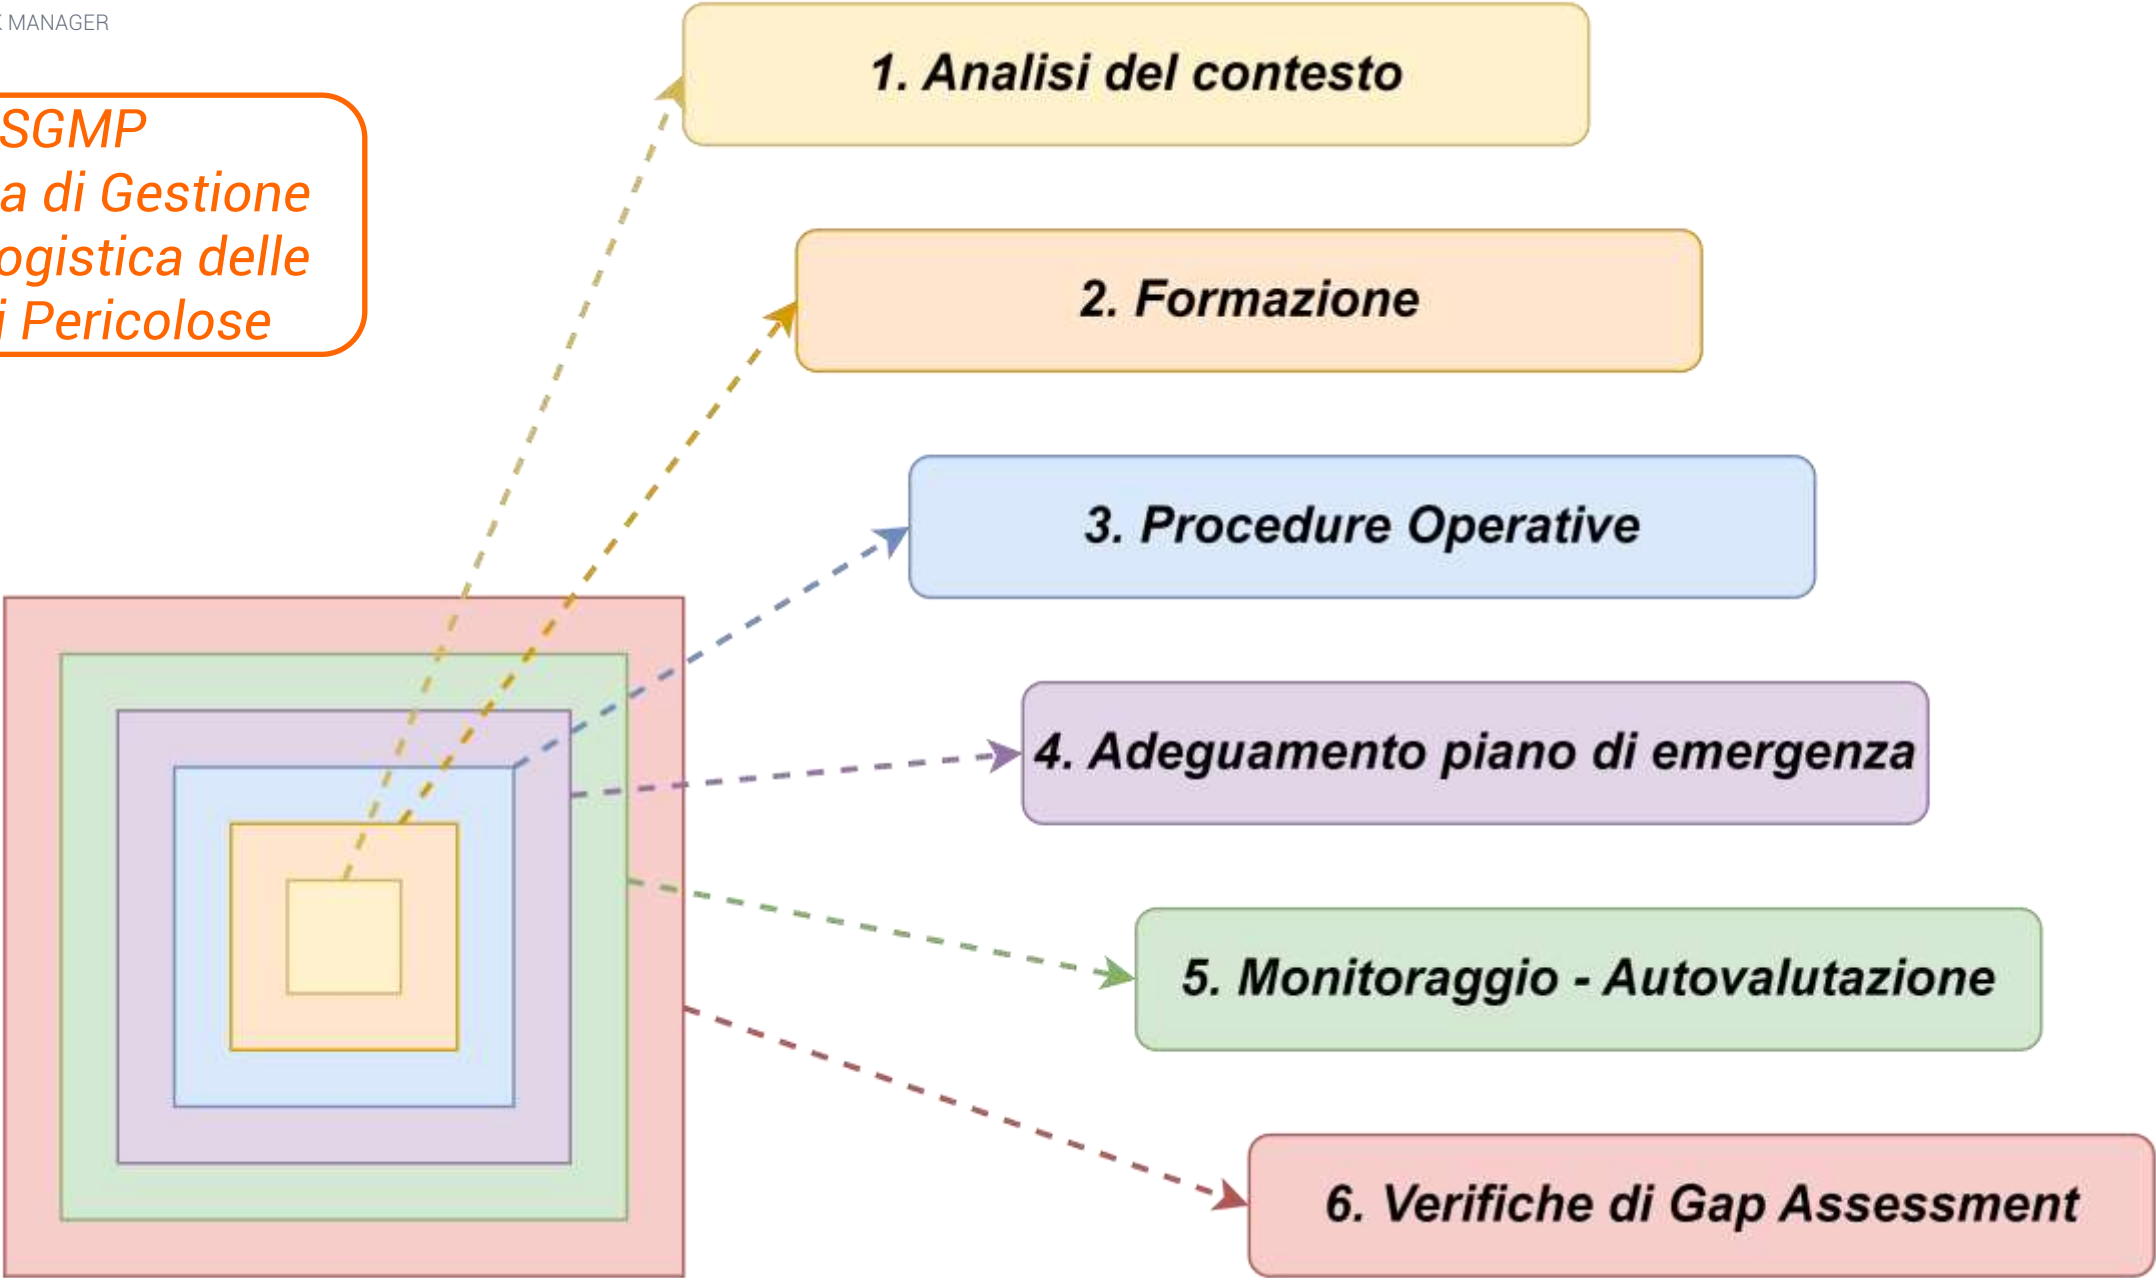 MANAGER
SGMP
di Gestione
delle
Pericolose
1. Analisi del contesto
2. Formazione
3. Procedure Operative
4. Adeguamento piano di emergenza
5. Monitoraggio - Autovalutazione
6. Verifiche di Gap Assessment